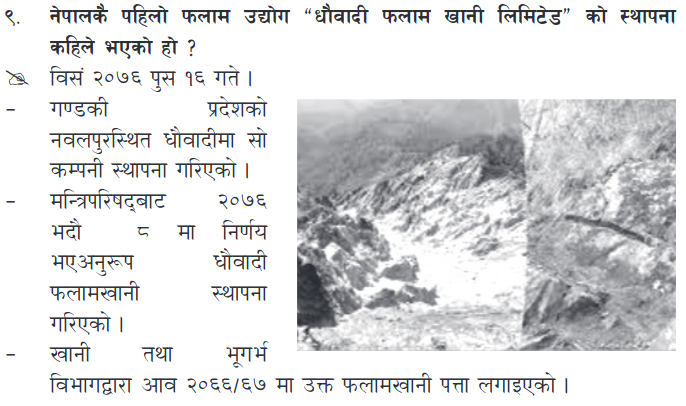 ९. नेपालकै पहिलो फलाम उद्योग “धौवादी फलाम खानी लिमिटेड” को स्थापना
कहिले भएको हो ?
विसं २०७६ पुस १६ गते ।
– गण्डकी प्रदेशको
नवलपुरस्थित धौवादीमा सो
कम्पनी स्थापना गरिएको ।
– मन्त्रिपरिषद्बाट २०७६
भदौ ८ मा निर्णय
भएअनुरूप धौवादी
फलामखानी स्थापना
गरिएको ।
– खानी तथा भूगर्भ
विभागद्वारा आव २०६६/६७ मा उक्त फलामखानी पत्ता लगाइएको ।